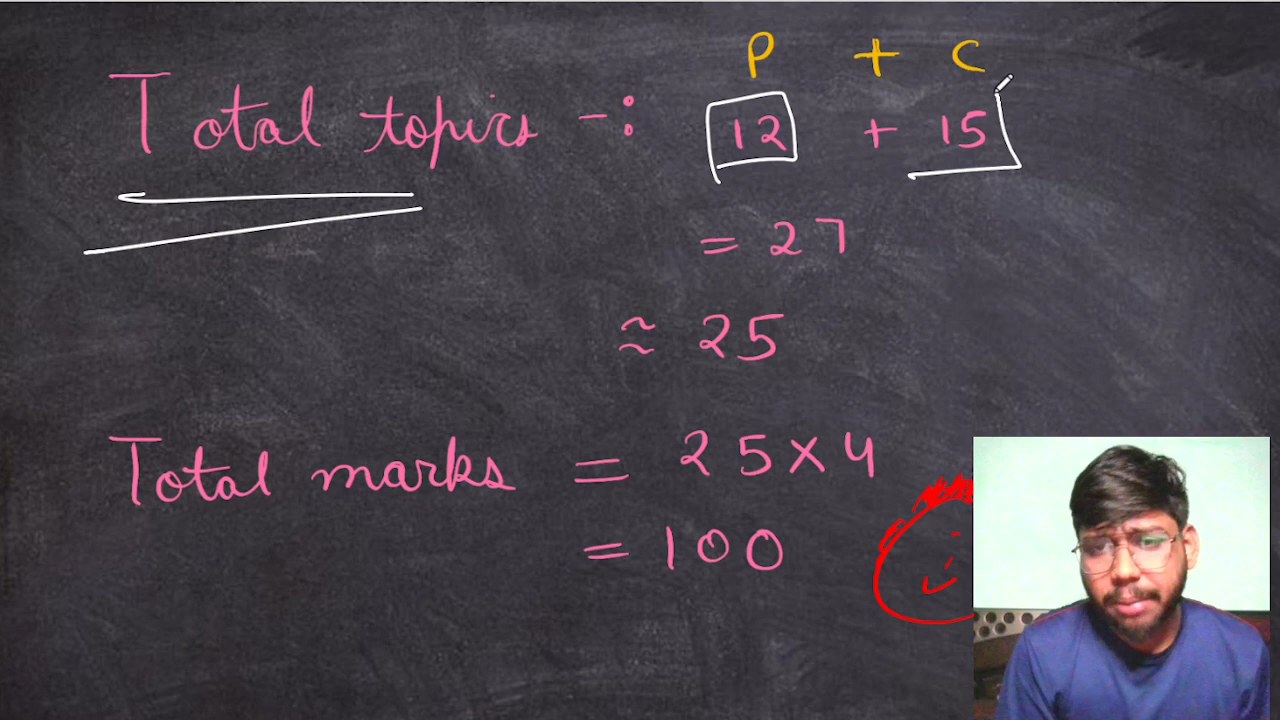 P + C
Total topics -: 12 + 15
= 27
≈ 25
Total marks = 25 × 4
= 100